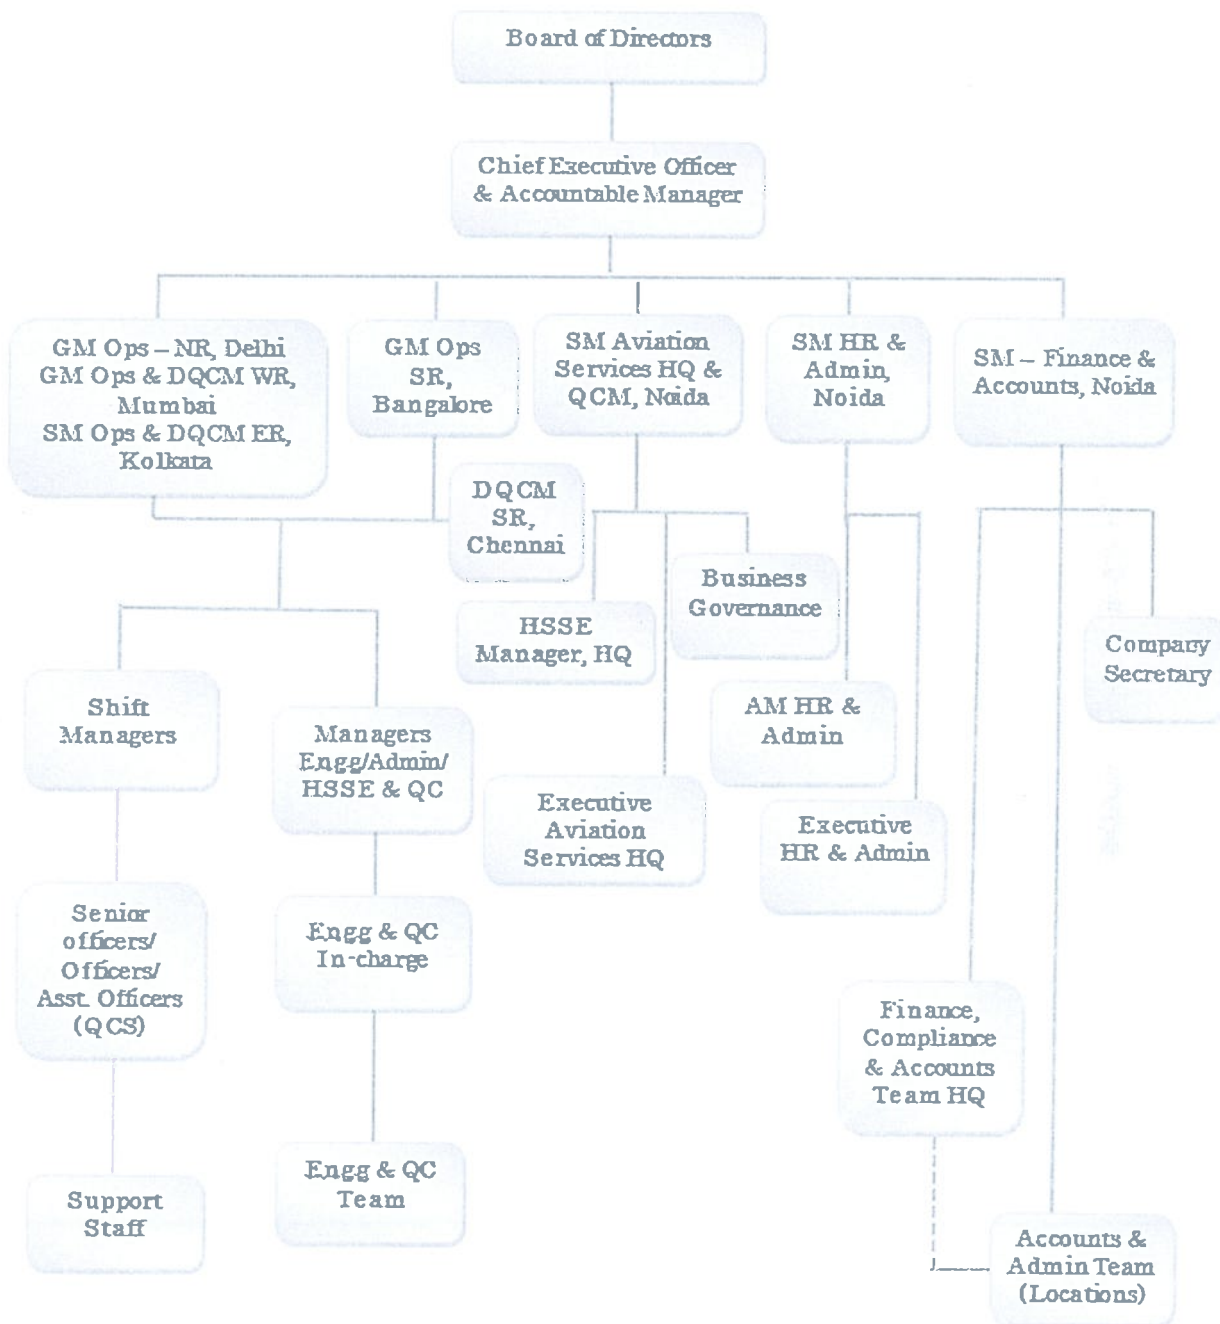 Board of Directors
Chief Executive Officer
& Accountable Manager
GM Ops – NR, Delhi
GM Ops & DQCM WR,
Mumbai
SM Ops & DQCM ER,
Kolkata
GM Ops
SR,
Bangalore
SM Aviation
Services HQ &
QCM, Noida
SM HR &
Admin,
Noida
SM – Finance &
Accounts, Noida
DQCM
SR,
Chennai
Business
Governance
HSSE
Manager, HQ
Company
Secretary
Shift
Managers
Managers
Engg/Admin/
HSSE & QC
AM HR &
Admin
Executive
Aviation
Services HQ
Executive
HR & Admin
Senior
officers/
Officers/
Asst. Officers
(QCS)
Engg & QC
In-charge
Finance,
Compliance
& Accounts
Team HQ
Support
Staff
Engg & QC
Team
Accounts &
Admin Team
(Locations)